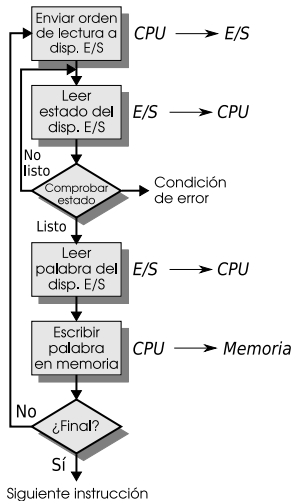 Enviar orden
de lectura a
disp. E/S
CPU → E/S
Leer
estado del
disp. E/S
E/S → CPU
No
listo
Comprobar
estado
Condición
de error
Listo
Leer
palabra del
disp. E/S
E/S → CPU
Escribir
palabra
en memoria
CPU → Memoria
No
¿Final?
Sí
Siguiente instrucción